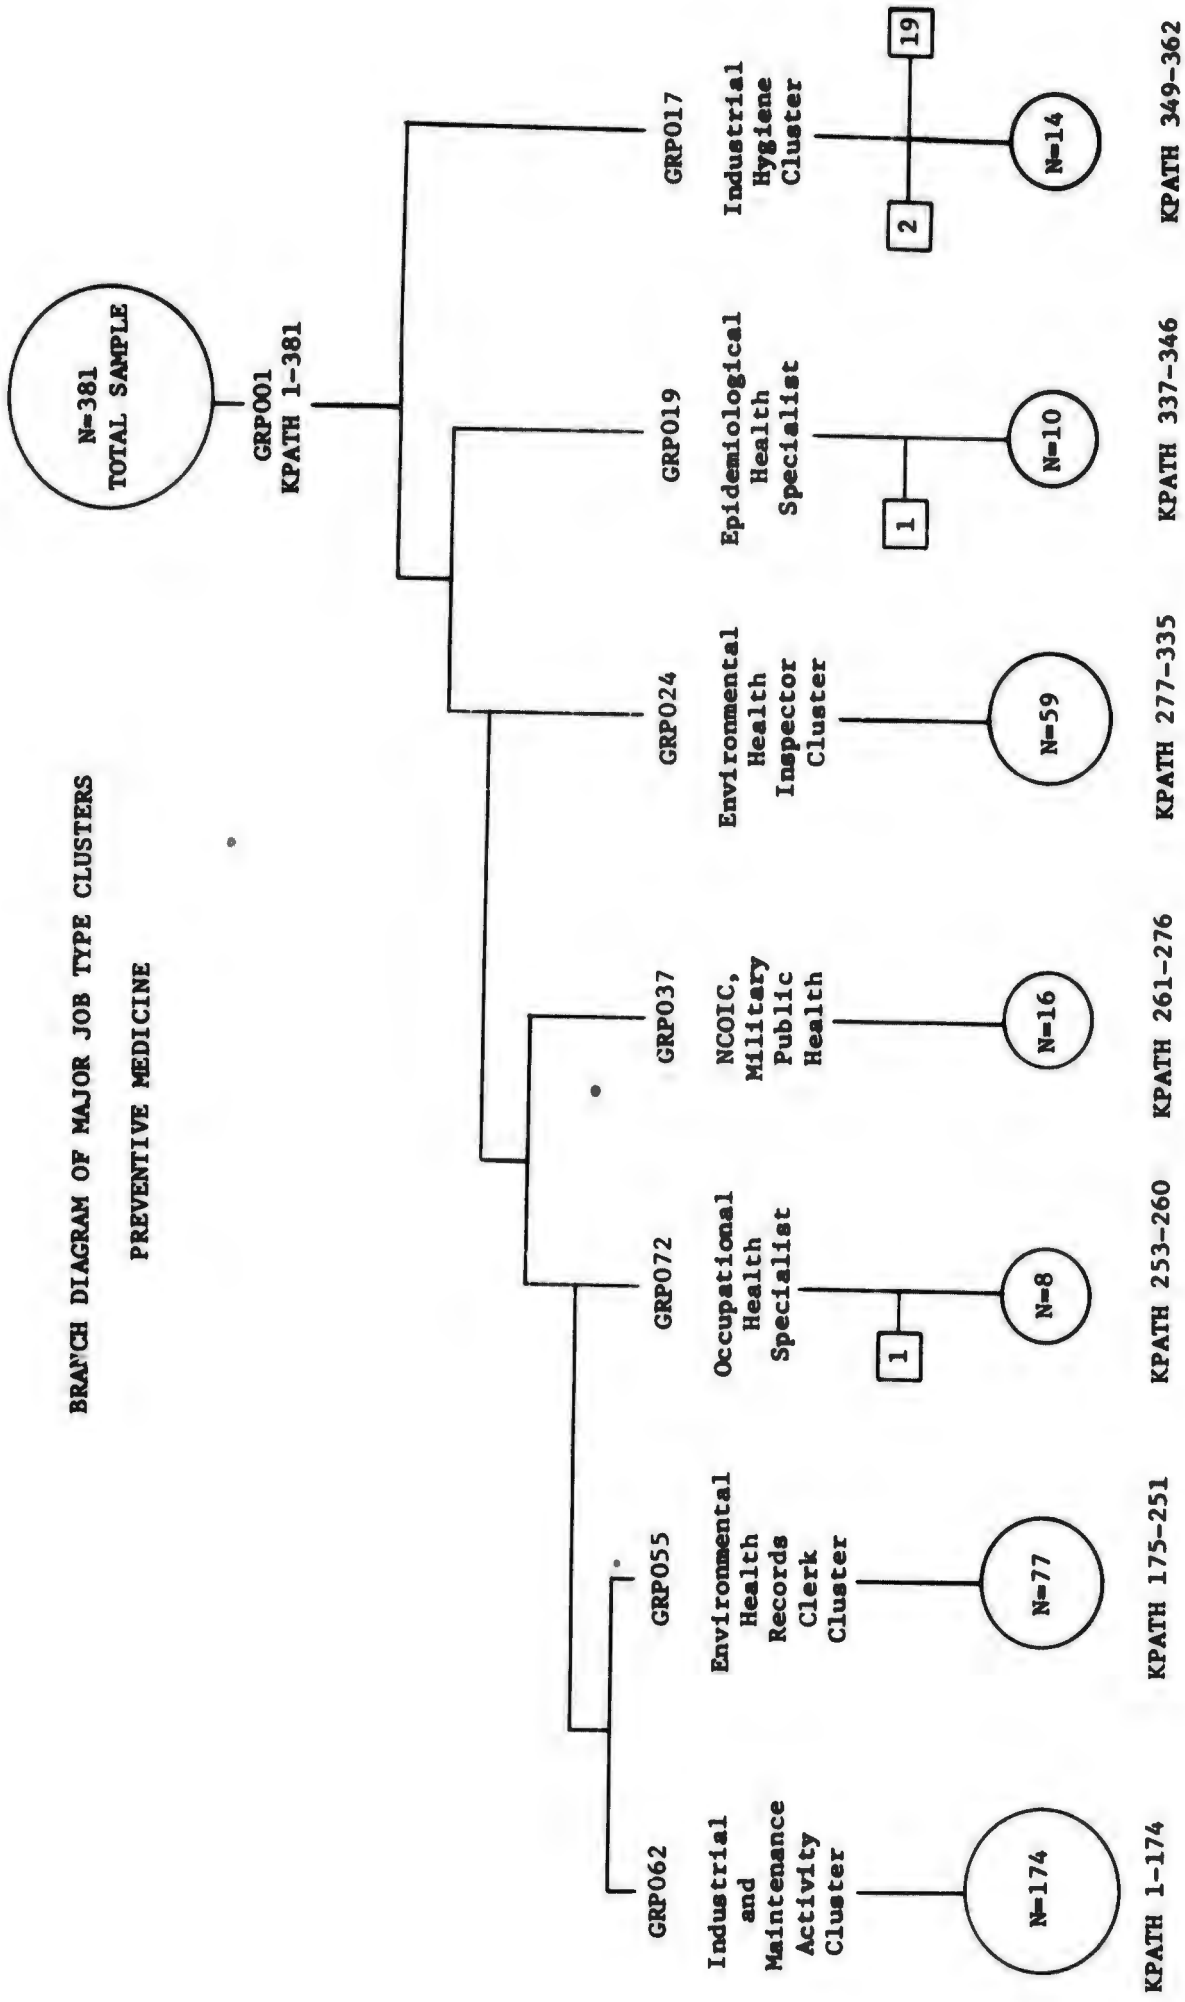 BRANCH DIAGRAM OF MAJOR JOB TYPE CLUSTERS
PREVENTIVE MEDICINE
N=381
TOTAL SAMPLE
GRP001
KPATH 1-381
GRP062
Industrial
and
Maintenance
Activity
Cluster
N=174
KPATH 1-174
GRP055
Environmental
Health
Records
Clerk
Cluster
N=77
KPATH 175-251
GRP072
Occupational
Health
Specialist
1
N=8
KPATH 253-260
GRP037
NCOIC,
Military
Public
Health
N=16
KPATH 261-276
GRP024
Environmental
Health
Inspector
Cluster
N=59
KPATH 277-335
GRP019
Epidemiological
Health
Specialist
1
N=10
KPATH 337-346
GRP017
Industrial
Hygiene
Cluster
2
19
N=14
KPATH 349-362